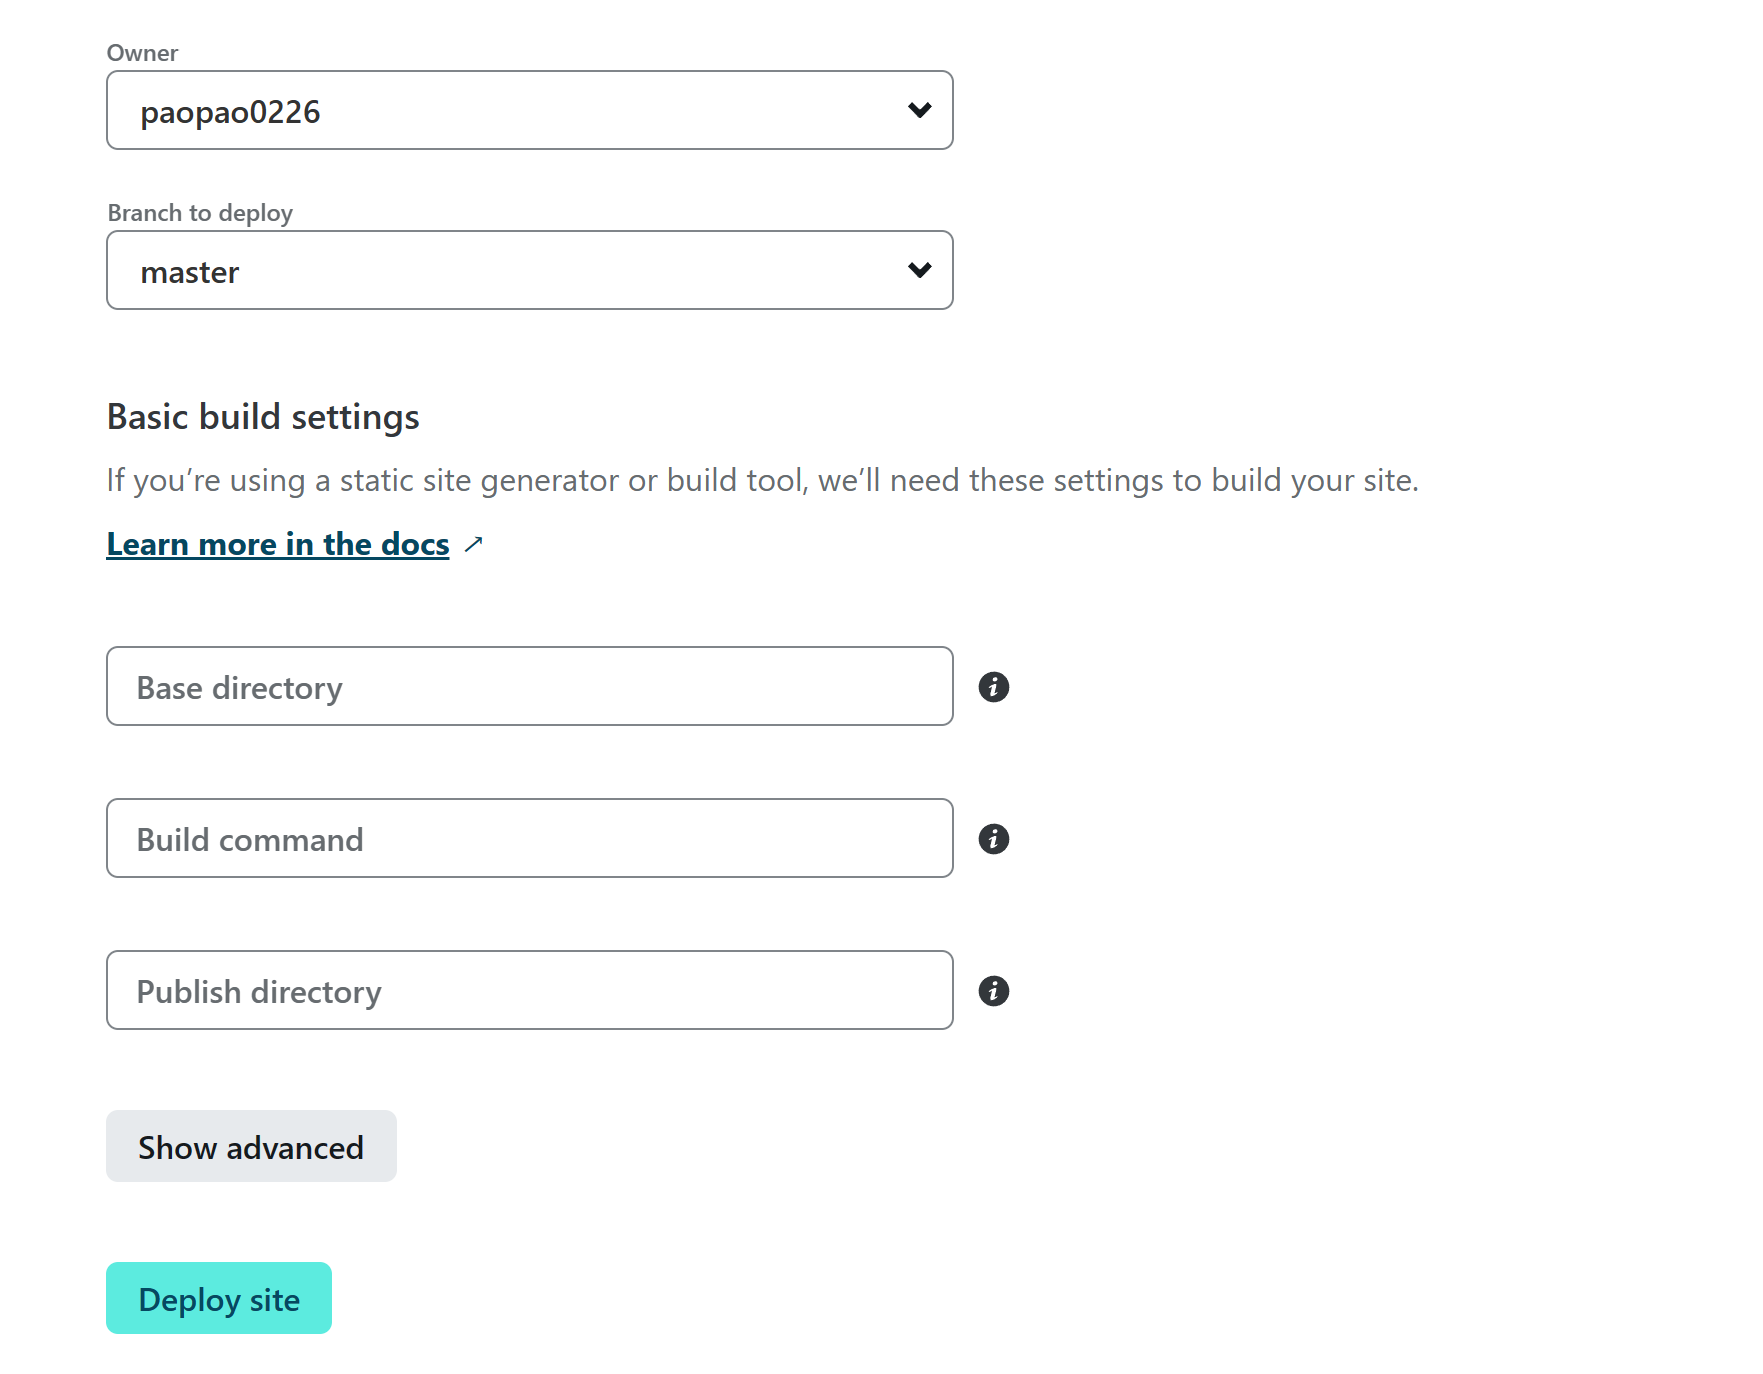 Owner
paopao0226
Branch to deploy
master
Basic build settings
If you’re using a static site generator or build tool, we’ll need these settings to build your site.
Learn more in the docs ↗
Base directory
Build command
Publish directory
Show advanced
Deploy site